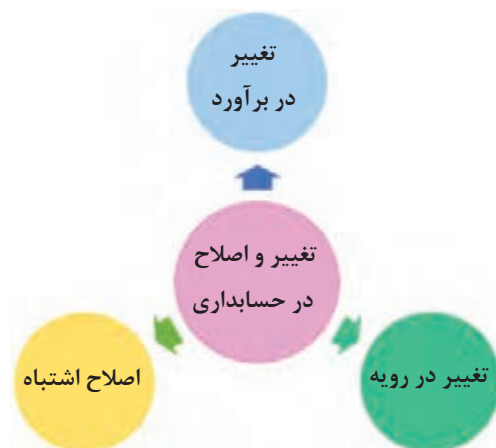 تغییر
در برآورد
تغییر و اصلاح
در حسابداری
تغییر در رویه
اصلاح اشتباه